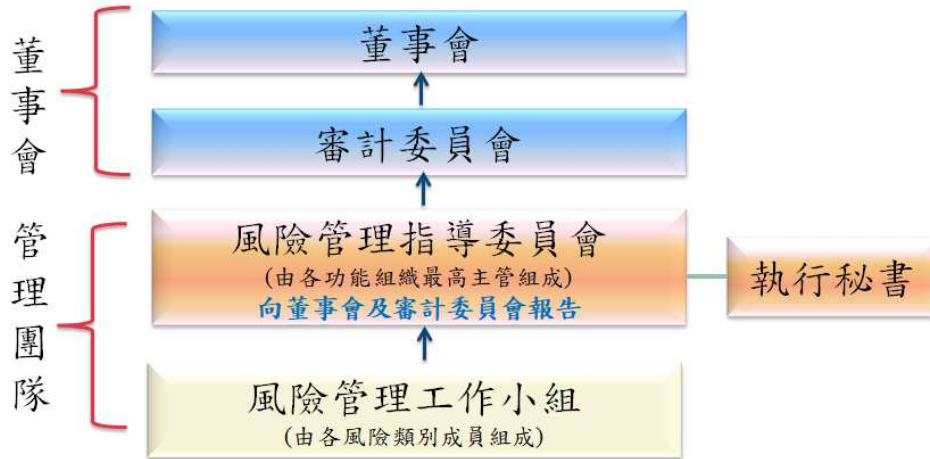 董事會
董事會
審計委員會
管理團隊
風險管理指導委員會
(由各功能組織最高主管組成)
向董事會及審計委員會報告
執行秘書
風險管理工作小組
(由各風險類別成員組成)